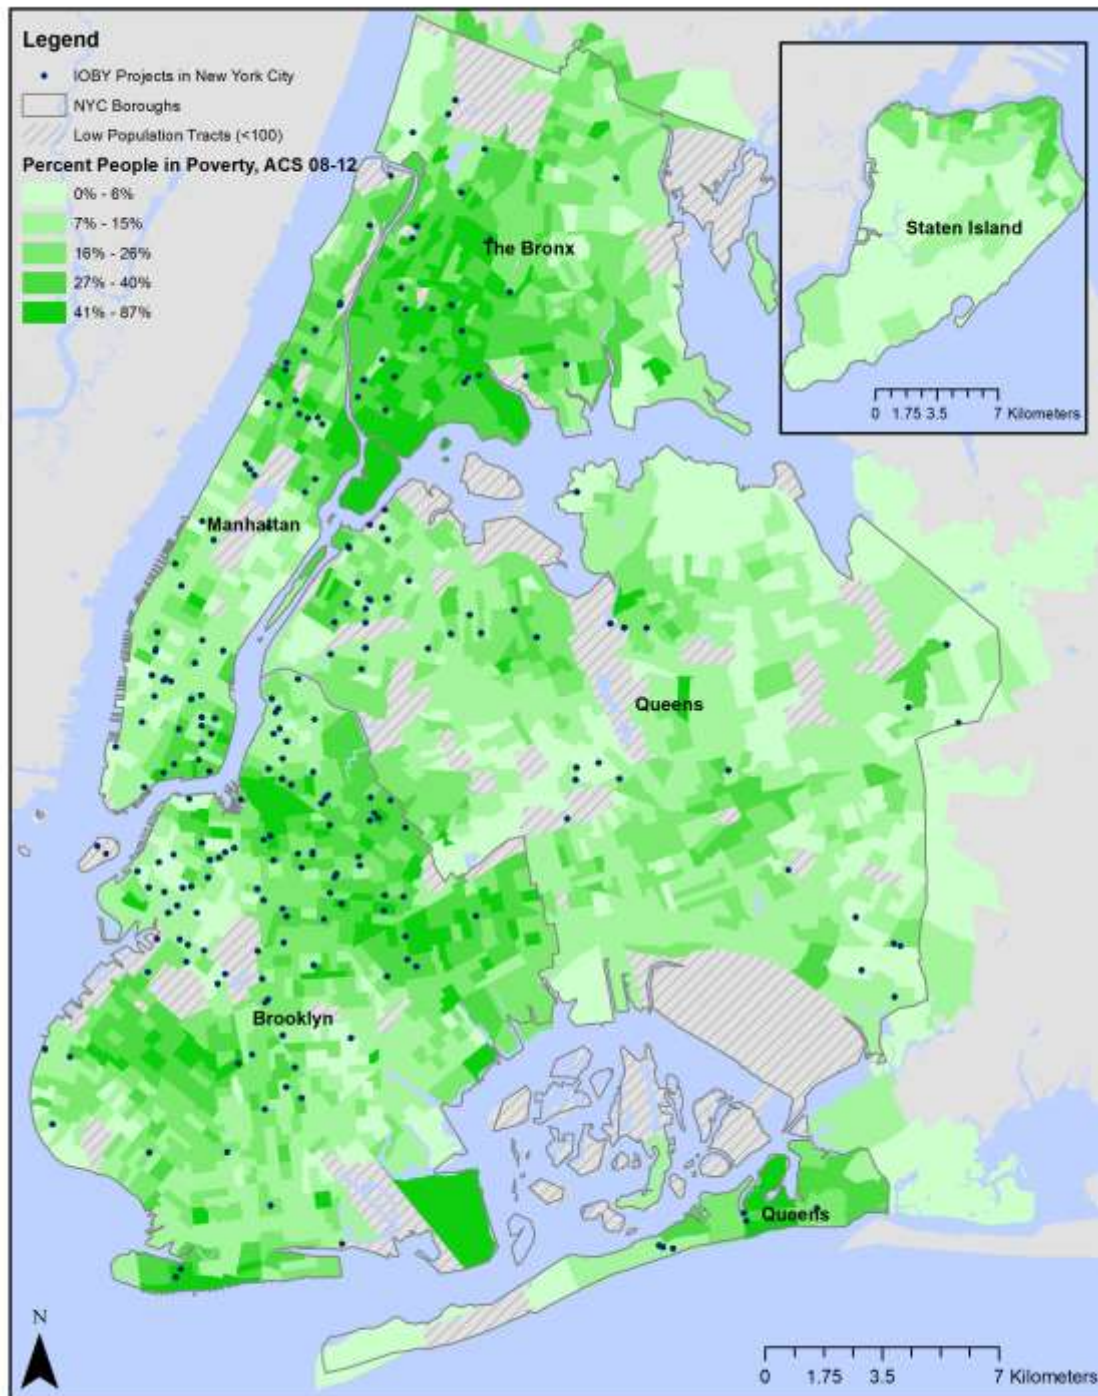 Legend
IOBY Projects in New York City
NYC Boroughs
Low Population Tracts (<100)
Percent People in Poverty, ACS 08-12
0% - 6%
7% - 15%
16% - 26%
27% - 40%
41% - 87%
The Bronx
Staten Island
0 1.75 3.5 7 Kilometers
Manhattan
Queens
Brooklyn
Queens
N
0 1.75 3.5 7 Kilometers